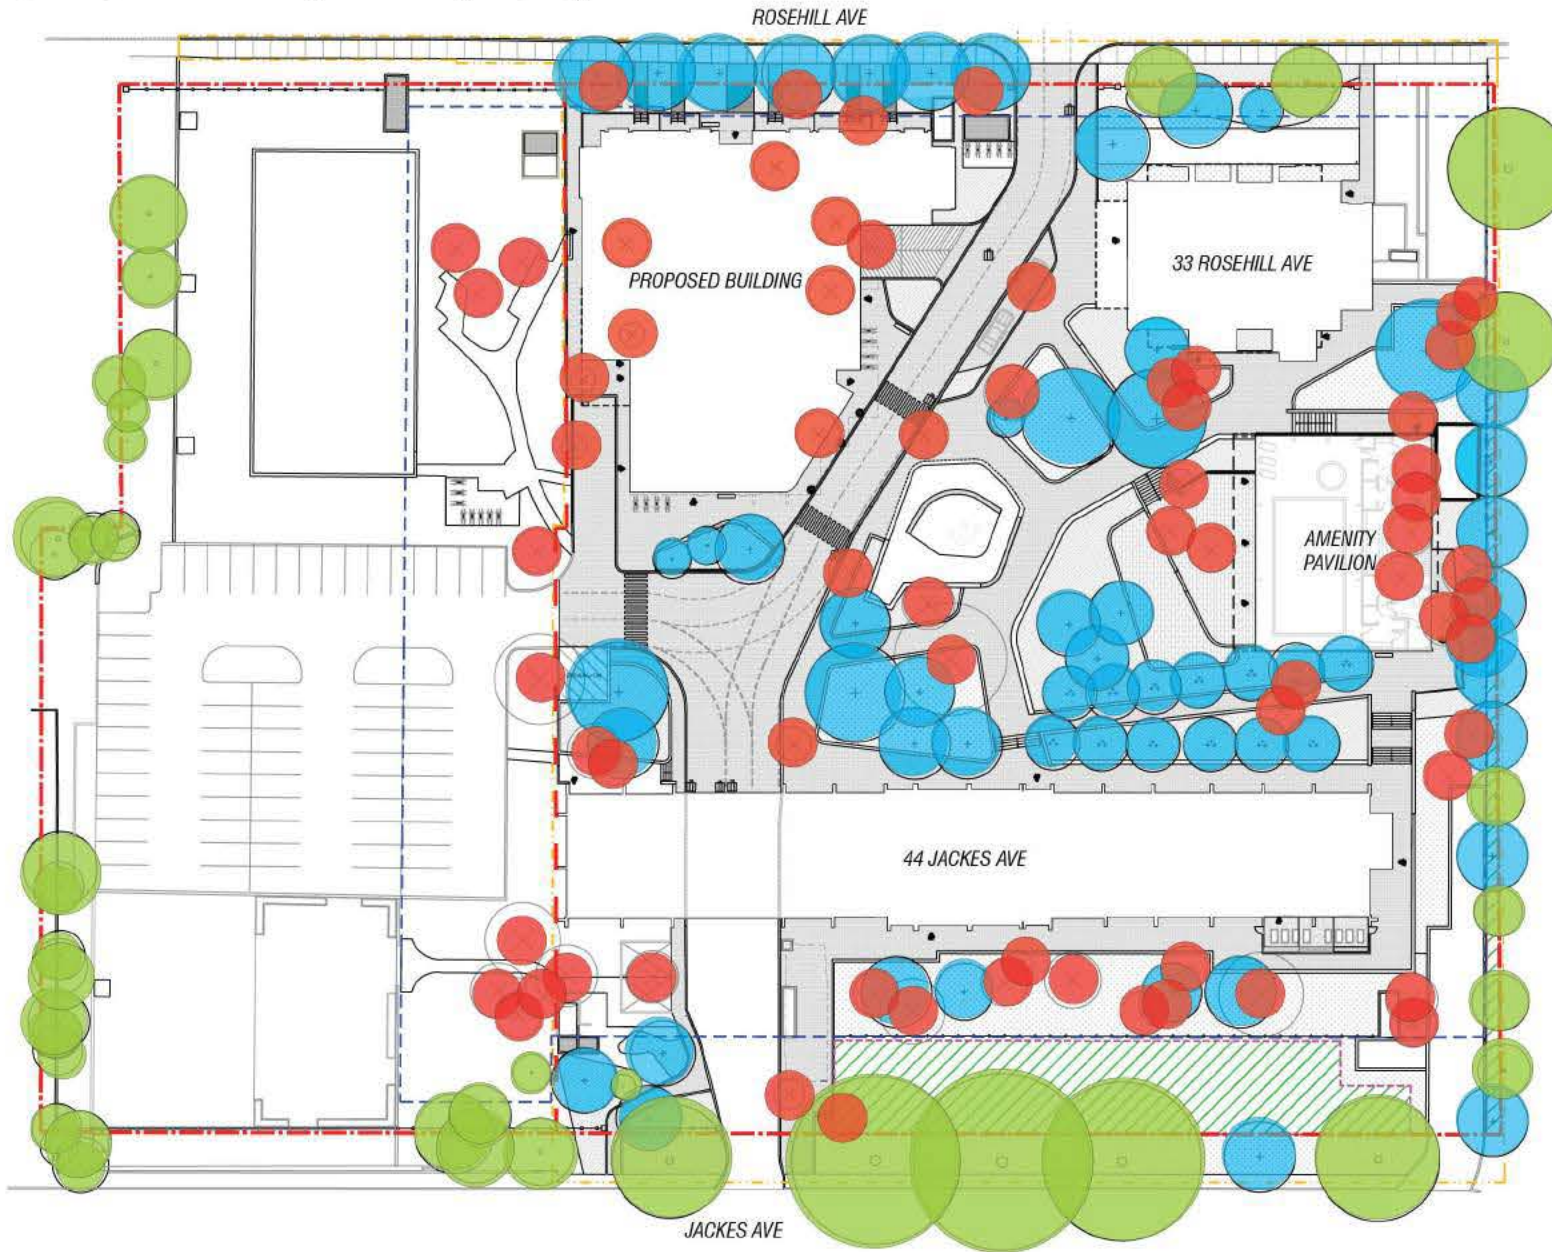 ROSEHILL AVE
PROPOSED BUILDING
33 ROSEHILL AVE
AMENITY
PAVILION
44 JACKES AVE
JACKES AVE